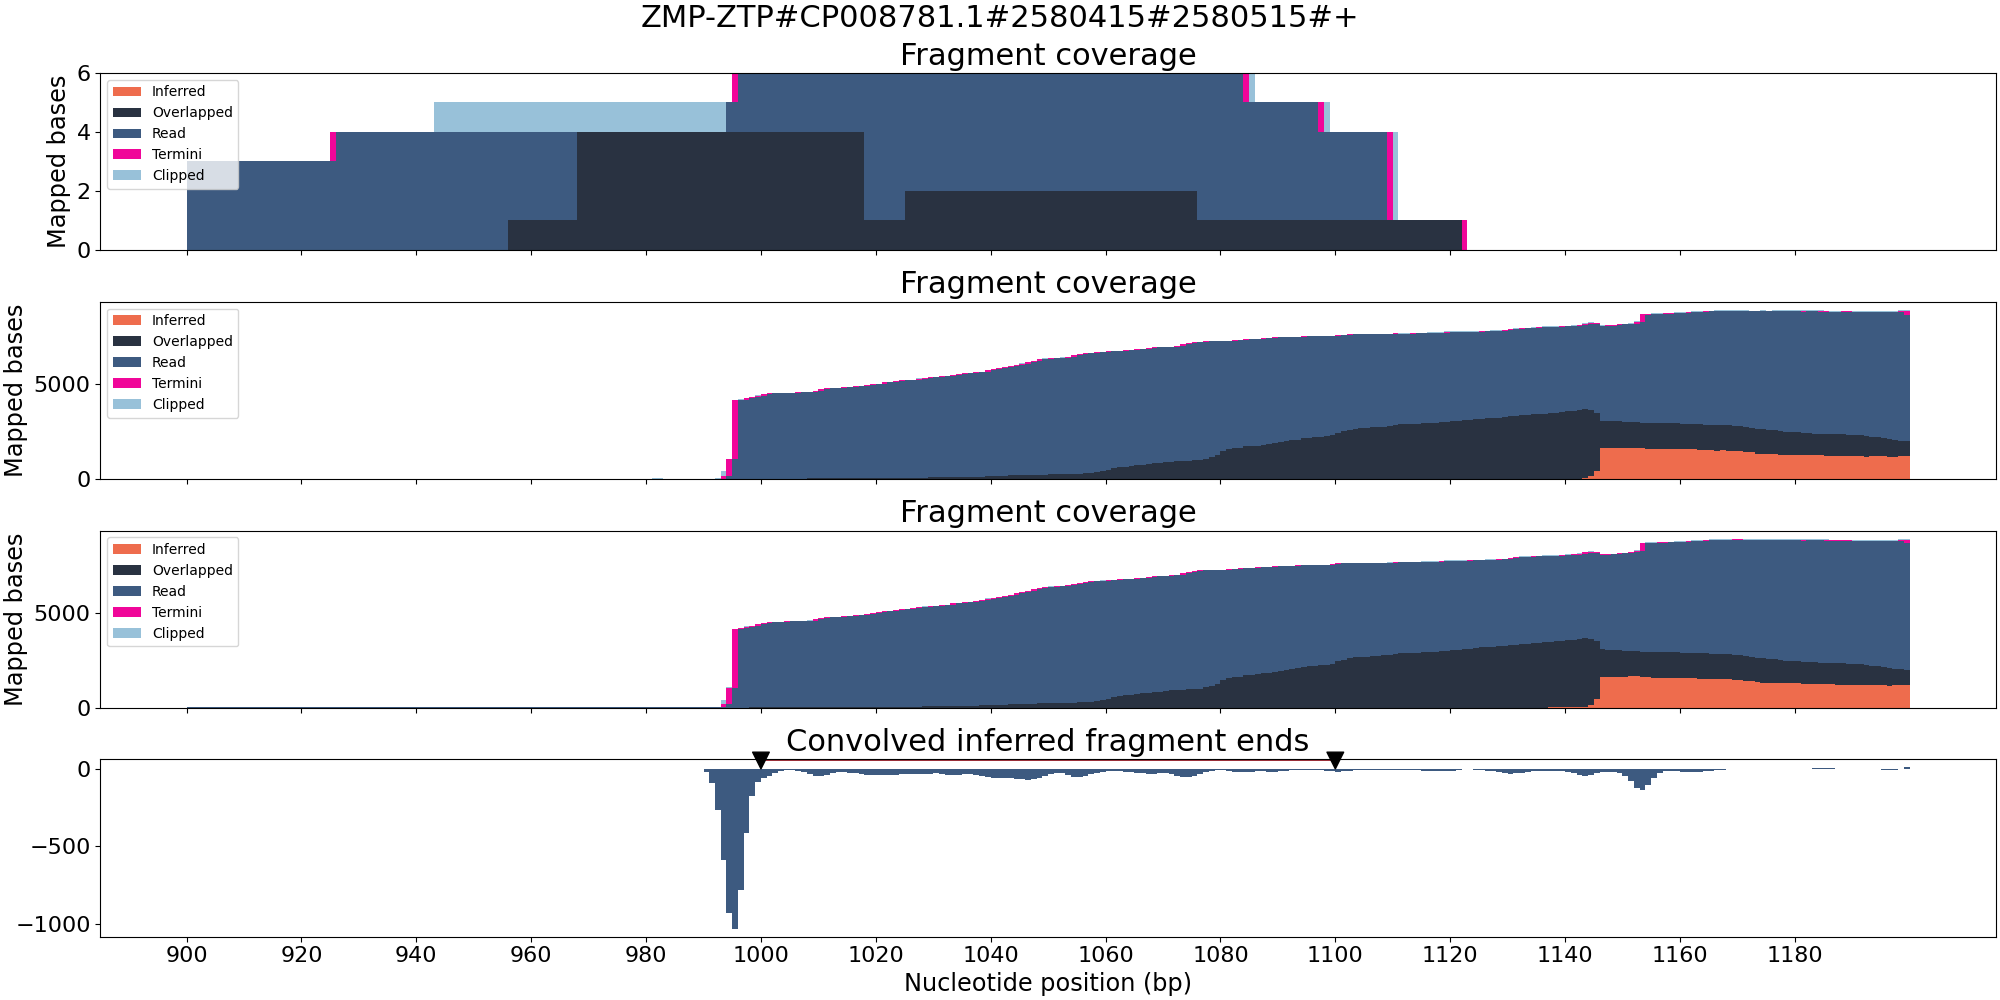 ZMP-ZTP#CP008781.1#2580415#2580515#+
Fragment coverage
Mapped bases
6
4
2
0
Inferred
Overlapped
Read
Termini
Clipped
Fragment coverage
Mapped bases
5000
0
Inferred
Overlapped
Read
Termini
Clipped
Fragment coverage
Mapped bases
5000
0
Inferred
Overlapped
Read
Termini
Clipped
Convolved inferred fragment ends
0
−500
−1000
900 920 940 960 980 1000 1020 1040 1060 1080 1100 1120 1140 1160 1180
Nucleotide position (bp)